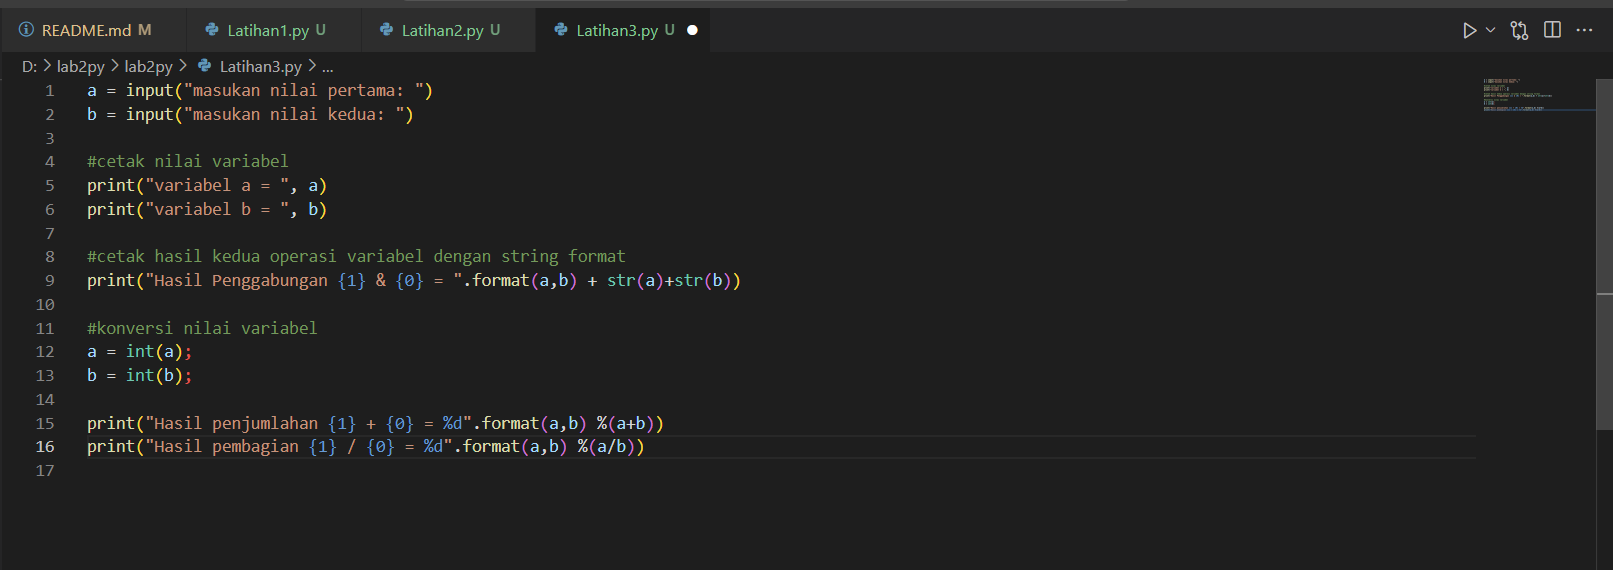 README.md M Latihan1.py U Latihan2.py U Latihan3.py U
D: > lab2py > lab2py > Latihan3.py > ...
1 a = input("masukan nilai pertama: ")
2 b = input("masukan nilai kedua: ")
3
4 #cetak nilai variabel
5 print("variabel a = ", a)
6 print("variabel b = ", b)
7
8 #cetak hasil kedua operasi variabel dengan string format
9 print("Hasil Penggabungan {1} & {0} = ".format(a,b) + str(a)+str(b))
10
11 #konversi nilai variabel
12 a = int(a);
13 b = int(b);
14
15 print("Hasil penjumlahan {1} + {0} = %d".format(a,b) %(a+b))
16 print("Hasil pembagian {1} / {0} = %d".format(a,b) %(a/b))
17